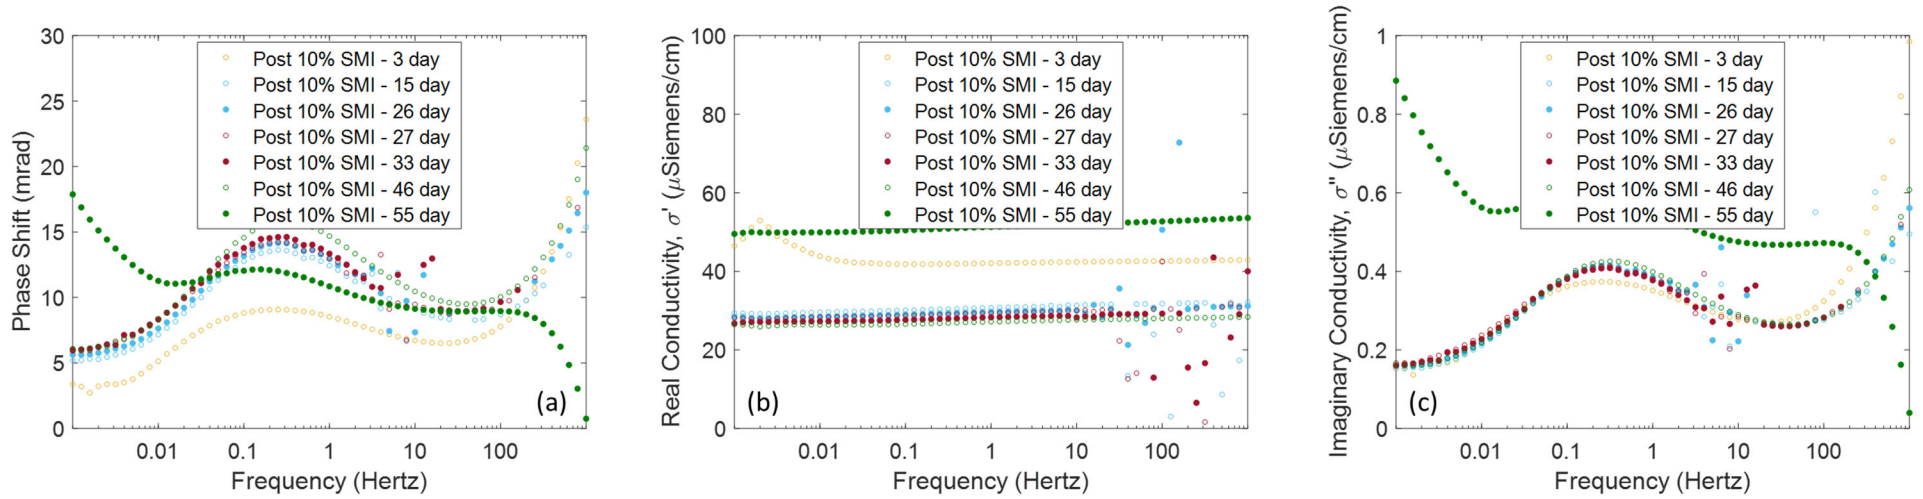 30
25
20
15
10
5
0
Phase Shift (mrad)
Post 10% SMI - 3 day
Post 10% SMI - 15 day
Post 10% SMI - 26 day
Post 10% SMI - 27 day
Post 10% SMI - 33 day
Post 10% SMI - 46 day
Post 10% SMI - 55 day
(a)
0.01 0.1 1 10 100
Frequency (Hertz)
100
80
60
40
20
0
Real Conductivity, σ' (μSiemens/cm)
Post 10% SMI - 3 day
Post 10% SMI - 15 day
Post 10% SMI - 26 day
Post 10% SMI - 27 day
Post 10% SMI - 33 day
Post 10% SMI - 46 day
Post 10% SMI - 55 day
(b)
0.01 0.1 1 10 100
Frequency (Hertz)
1
0.8
0.6
0.4
0.2
0
Imaginary Conductivity, σ'' (μSiemens/cm)
Post 10% SMI - 3 day
Post 10% SMI - 15 day
Post 10% SMI - 26 day
Post 10% SMI - 27 day
Post 10% SMI - 33 day
Post 10% SMI - 46 day
Post 10% SMI - 55 day
(c)
0.01 0.1 1 10 100
Frequency (Hertz)